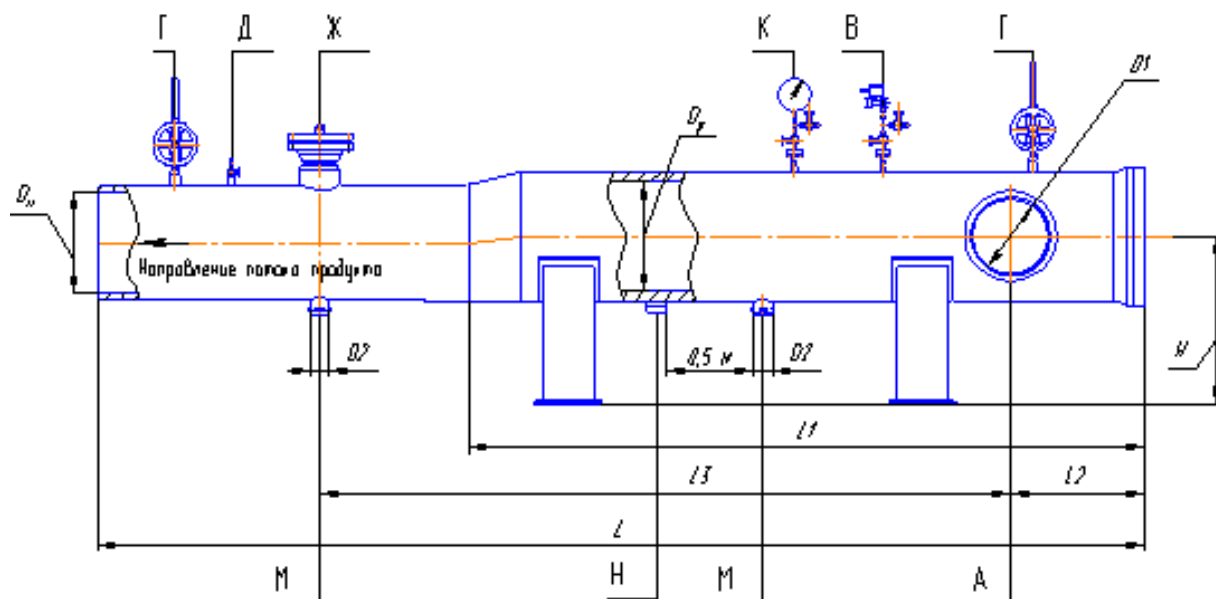 Г Д Ж К В Г
D1
Dу
Dн
Направление потока продукта
D2 0,5 м D2
H
L1
L3 L2
L
М Н М А